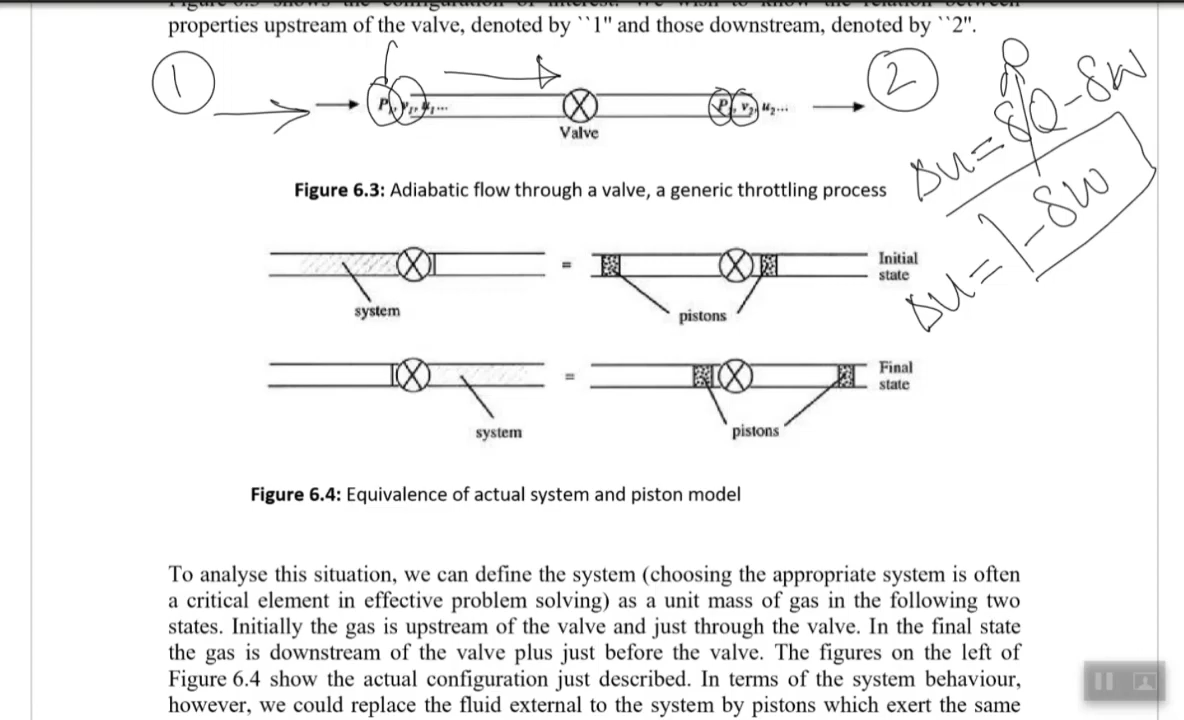 properties upstream of the valve, denoted by ``1" and those downstream, denoted by ``2".
1
2
P₁, v₁, u₁...
P₂, v₂, u₂...
Valve
Δu = δQ - δW
Δu = - δW
Figure 6.3: Adiabatic flow through a valve, a generic throttling process
= Initial state
system
pistons
= Final state
system
pistons
Figure 6.4: Equivalence of actual system and piston model
To analyse this situation, we can define the system (choosing the appropriate system is often
a critical element in effective problem solving) as a unit mass of gas in the following two
states. Initially the gas is upstream of the valve and just through the valve. In the final state
the gas is downstream of the valve plus just before the valve. The figures on the left of
Figure 6.4 show the actual configuration just described. In terms of the system behaviour,
however, we could replace the fluid external to the system by pistons which exert the same